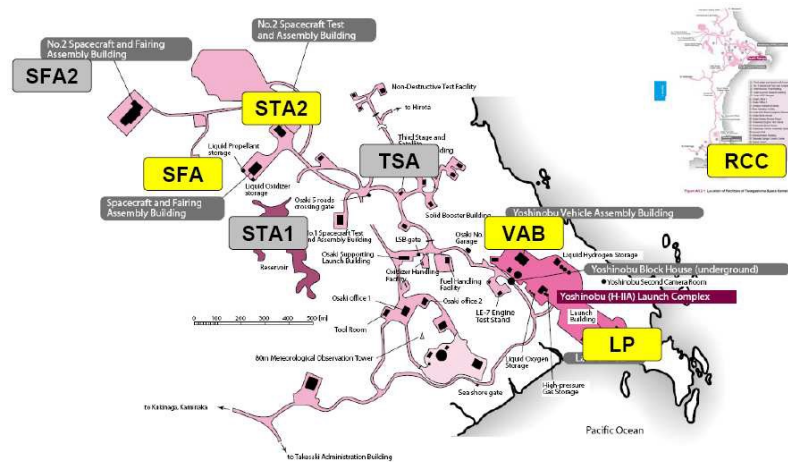 No.2 Spacecraft and Fairing
Assembly Building
SFA2
No.2 Spacecraft Test
and Assembly Building
STA2
Non-Destructive Test Facility
to Hirota
Third Stage and
TSA
SFA
Liquid Propellant
storage
Spacecraft and Fairing
Assembly Building
Liquid Oxidizer
storage
Osaki 5 roads
crossing gate
STA1
No.1 Spacecraft Test
and Assembly Building
Reservoir
Solid Booster Building
LSB gate
Osaki No.
Garage
Osaki Supporting
Launch Building
Oxidizer Handling
Facility
Fuel Handling
Facility
Yoshinobu Vehicle Assembly Building
VAB
Liquid Hydrogen Storage
Yoshinobu Block House (underground)
Yoshinobu Second Camera Room
Yoshinobu (H-IIA) Launch Complex
LE-7 Engine
Test Stand
Launch
Building
LP
Liquid Oxygen
Storage
High-pressure
Gas Storage
Osaki office 1
Osaki office 2
Tool Room
0 100 200 300 400 500 [m]
60m Meteorological Observation Tower
Sea shore gate
to Kukinaga, Kaminaka
to Takesaki Administration Building
Pacific Ocean
RCC